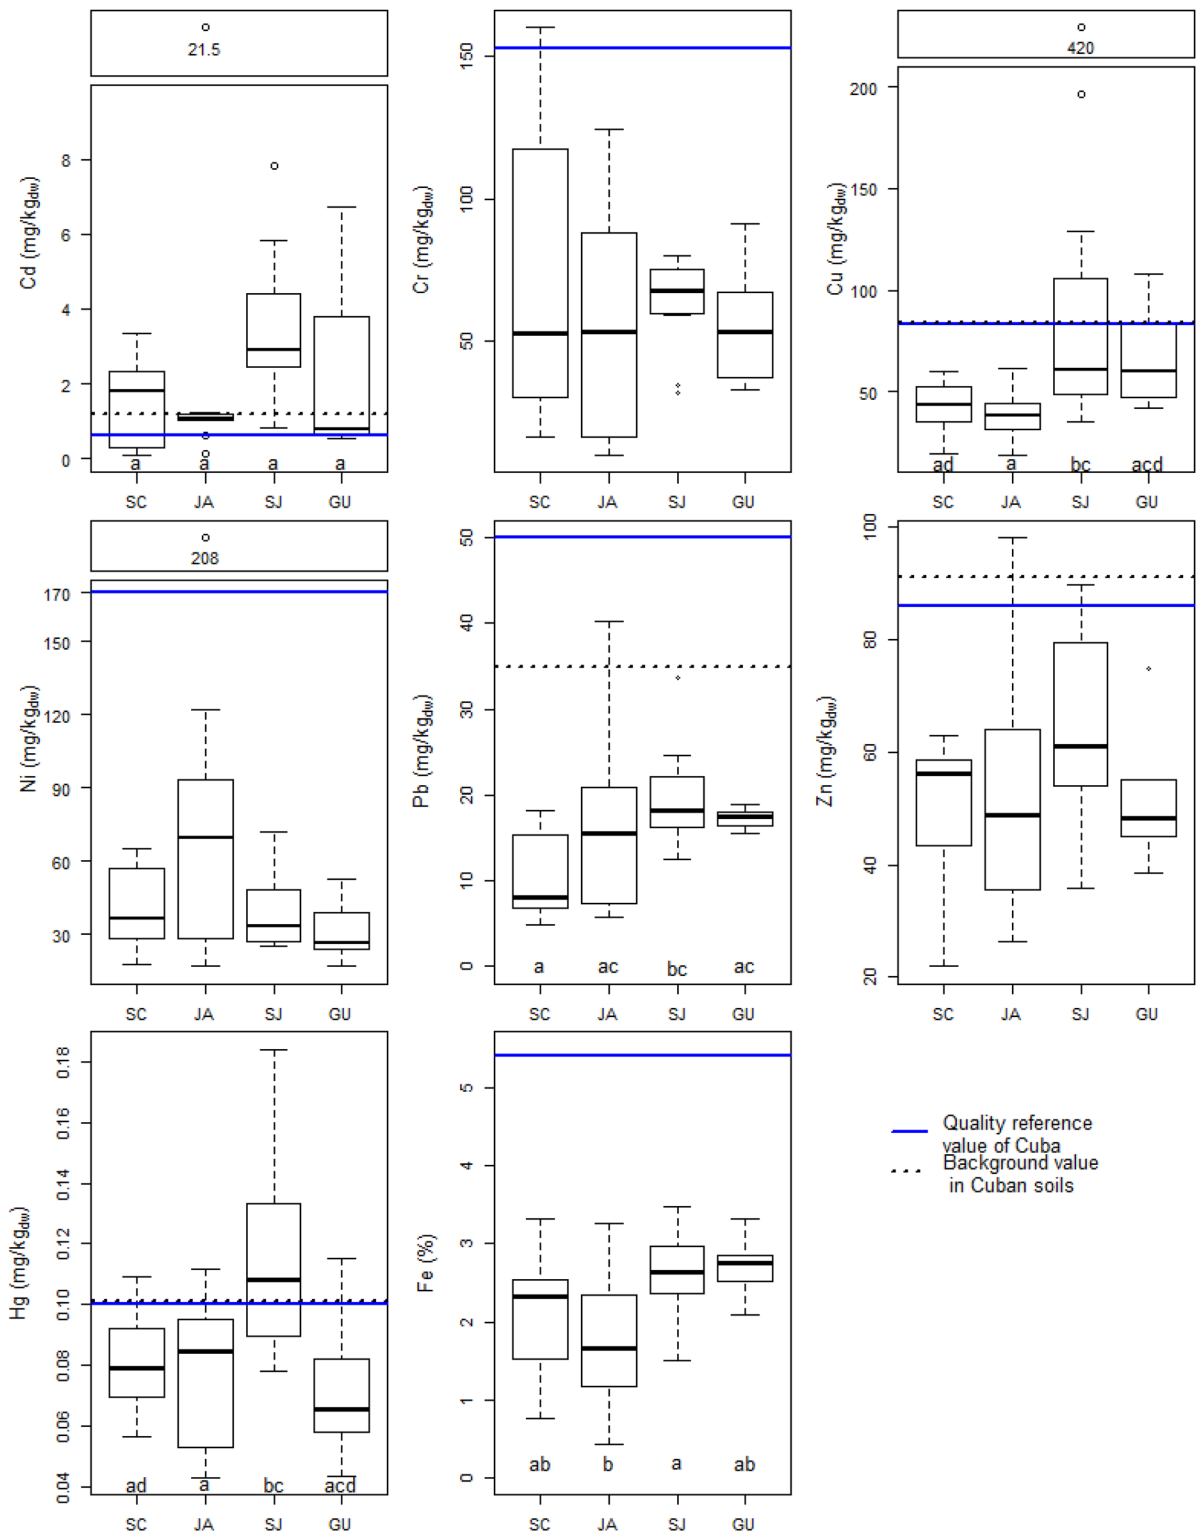 21.5
Cd (mg/kgdw)
8
6
4
2
0
a a a a
SC JA SJ GU
Cr (mg/kgdw)
150
100
50
SC JA SJ GU
420
Cu (mg/kgdw)
200
150
100
50
ad a bc acd
SC JA SJ GU
208
Ni (mg/kgdw)
170
150
120
90
60
30
SC JA SJ GU
Pb (mg/kgdw)
50
40
30
20
10
0
a ac bc ac
SC JA SJ GU
Zn (mg/kgdw)
100
80
60
40
20
SC JA SJ GU
Hg (mg/kgdw)
0.18
0.16
0.14
0.12
0.10
0.08
0.06
0.04
ad a bc acd
SC JA SJ GU
Fe (%)
5
4
3
2
1
0
ab b a ab
SC JA SJ GU
Quality reference
value of Cuba
Background value
in Cuban soils